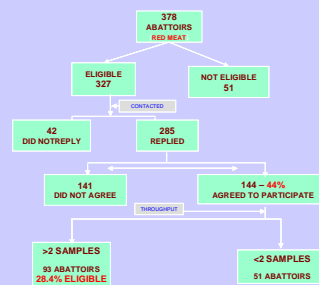 378
ABATTOIRS
RED MEAT
ELIGIBLE
327
NOT ELIGIBLE
51
CONTACTED
42
DID NOTREPLY
285
REPLIED
141
DID NOT AGREE
144 – 44%
AGREED TO PARTICIPATE
THROUGHPUT
>2 SAMPLES
93 ABATTOIRS
28.4% ELIGIBLE
<2 SAMPLES
51 ABATTOIRS